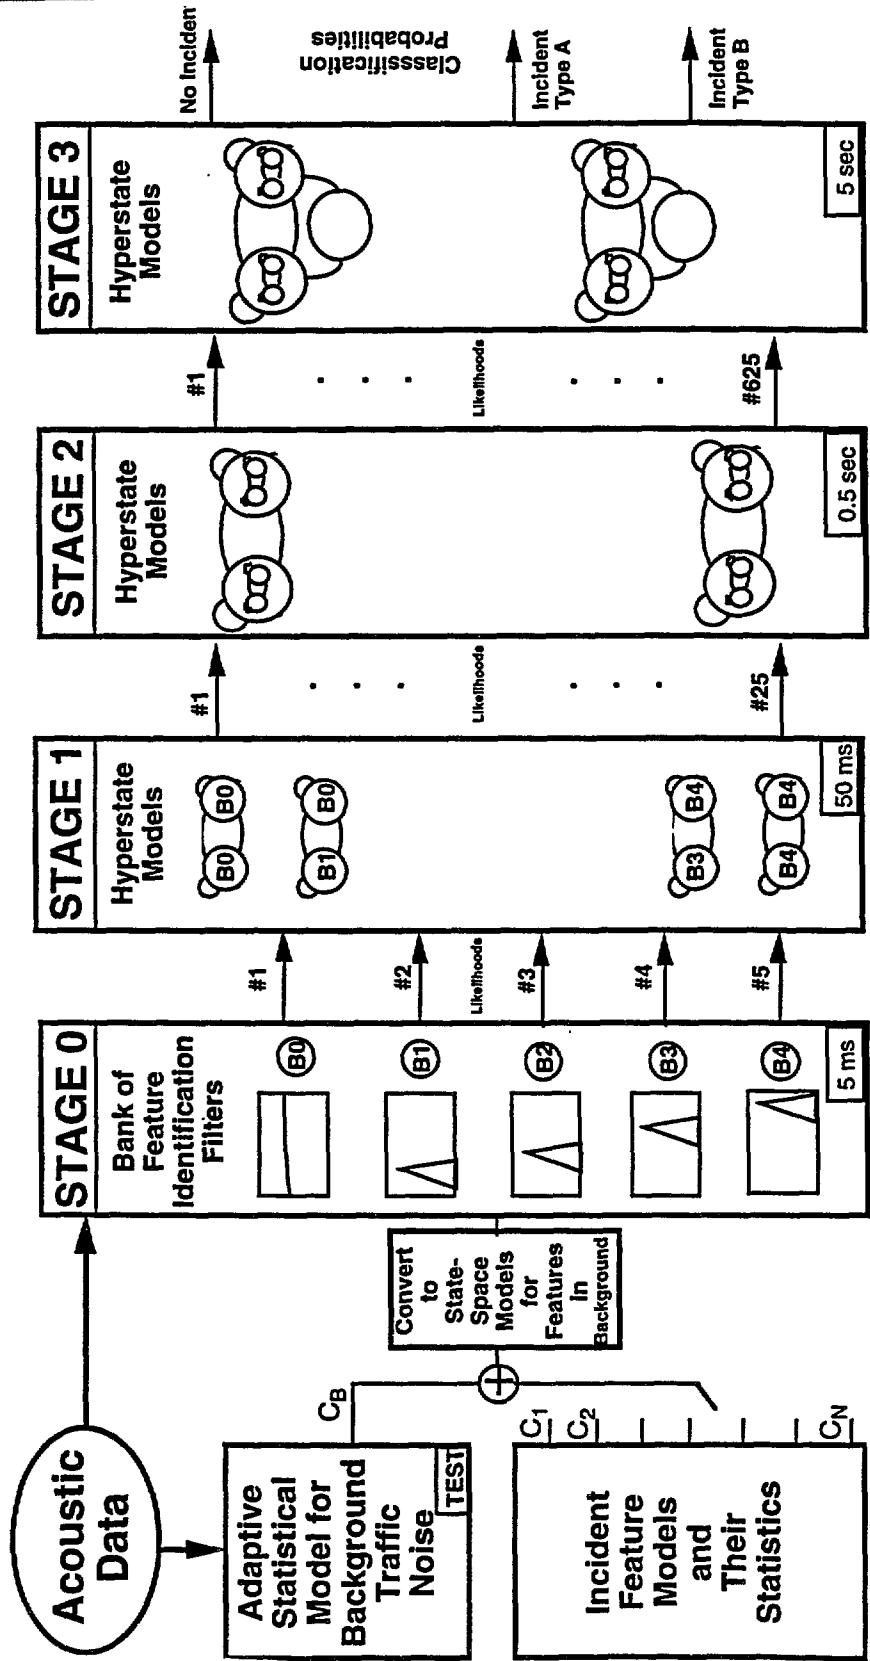 Acoustic
Data
Adaptive
Statistical
Model for
Background
Traffic
Noise
TEST
C_B
Incident
Feature
Models
and
Their
Statistics
C_1
C_2
C_N
+
Convert
to
State-
Space
Models
for
Features
in
Background
STAGE 0
Bank of
Feature
Identification
Filters
B0
B1
B2
B3
B4
5 ms
#1
#2
Likelihoods
#3
#4
#5
STAGE 1
Hyperstate
Models
B0 B0
B1 B0
B3 B4
B4 B4
50 ms
#1
Likelihoods
#25
STAGE 2
Hyperstate
Models
0.5 sec
#1
Likelihoods
#625
STAGE 3
Hyperstate
Models
5 sec
No Inciden
Classsification
Probabilities
Incident
Type A
Incident
Type B